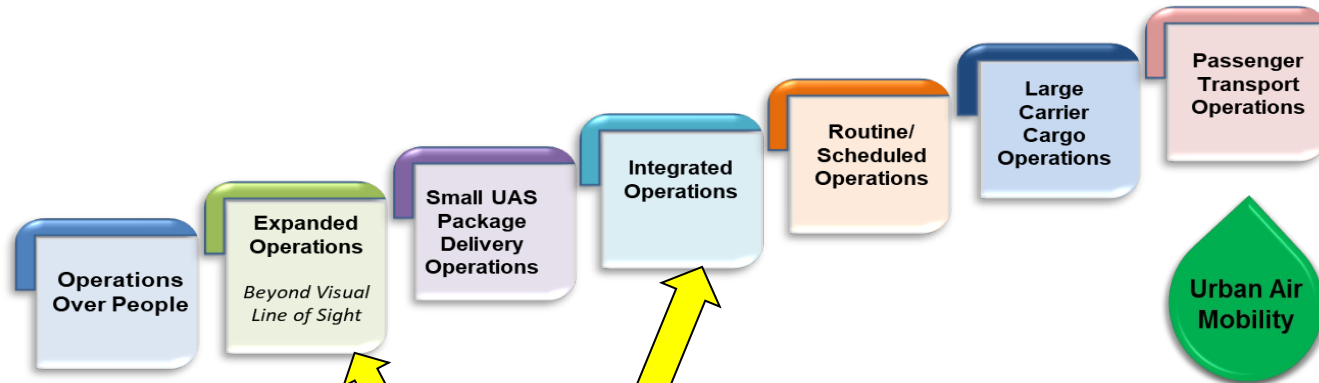 Operations
Over People
Expanded
Operations
Beyond Visual
Line of Sight
Small UAS
Package
Delivery
Operations
Integrated
Operations
Routine/
Scheduled
Operations
Large
Carrier
Cargo
Operations
Passenger
Transport
Operations
Urban Air
Mobility